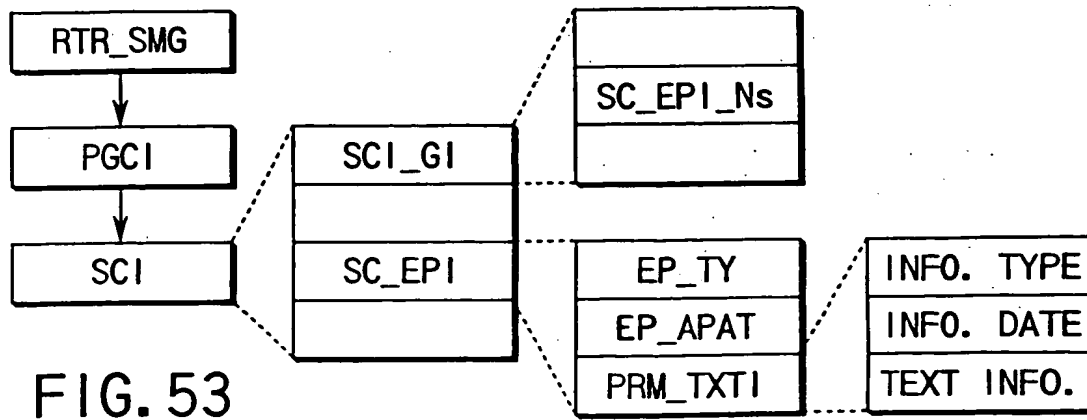 RTR_SMG
PGCI
SCI
SCI_GI
SC_EPI
SC_EPI_Ns
EP_TY
EP_APAT
PRM_TXTI
INFO. TYPE
INFO. DATE
TEXT INFO.
FIG. 53